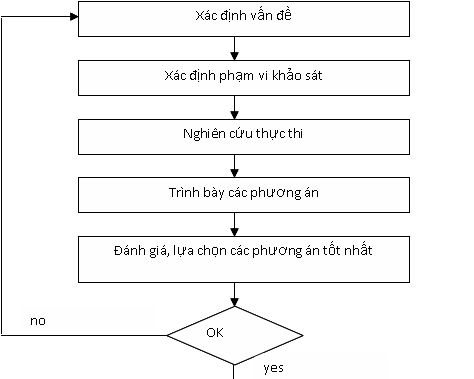 Xác định vấn đề
Xác định phạm vi khảo sát
Nghiên cứu thực thi
Trình bày các phương án
Đánh giá, lựa chọn các phương án tốt nhất
OK
no
yes